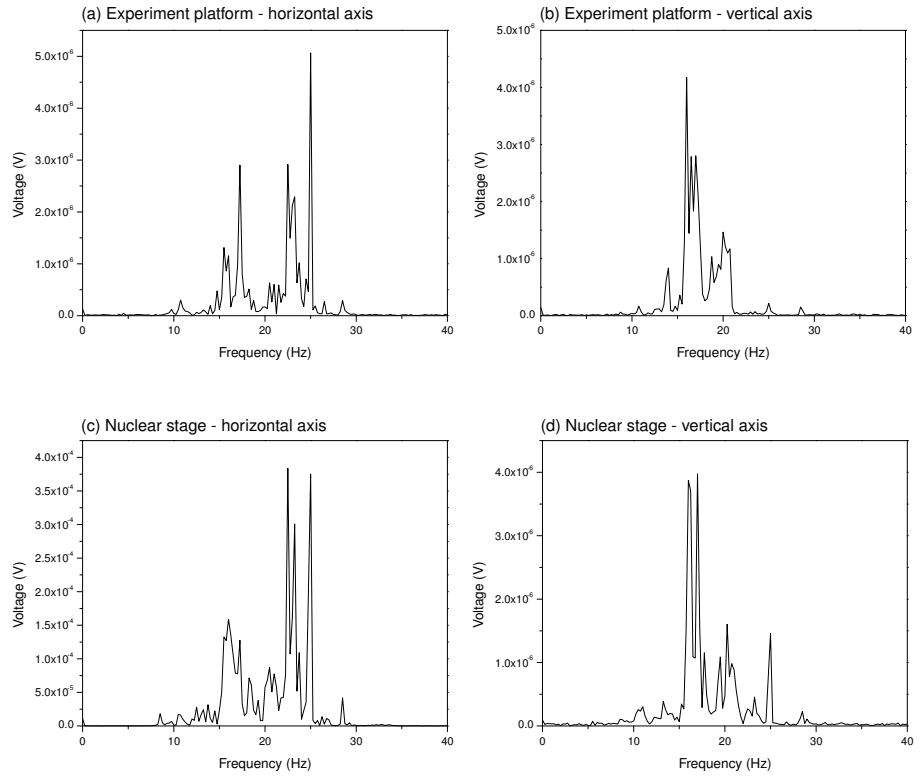 (a) Experiment platform - horizontal axis
5.0x10⁻⁶
4.0x10⁻⁶
3.0x10⁻⁶
2.0x10⁻⁶
1.0x10⁻⁶
0.0
Voltage (V)
0 10 20 30 40
Frequency (Hz)
(b) Experiment platform - vertical axis
5.0x10⁻⁶
4.0x10⁻⁶
3.0x10⁻⁶
2.0x10⁻⁶
1.0x10⁻⁶
0.0
Voltage (V)
0 10 20 30 40
Frequency (Hz)
(c) Nuclear stage - horizontal axis
4.0x10⁻⁴
3.5x10⁻⁴
3.0x10⁻⁴
2.5x10⁻⁴
2.0x10⁻⁴
1.5x10⁻⁴
1.0x10⁻⁴
5.0x10⁻⁵
0.0
Voltage (V)
0 10 20 30 40
Frequency (Hz)
(d) Nuclear stage - vertical axis
4.0x10⁻⁶
3.0x10⁻⁶
2.0x10⁻⁶
1.0x10⁻⁶
0.0
Voltage (V)
0 10 20 30 40
Frequency (Hz)